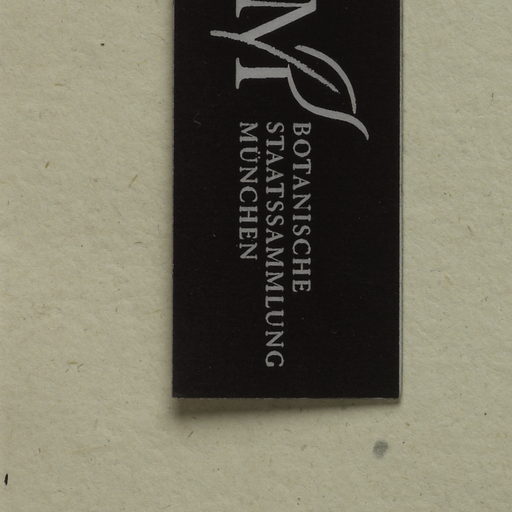 M
BOTANISCHE
STAATSSAMMLUNG
MÜNCHEN